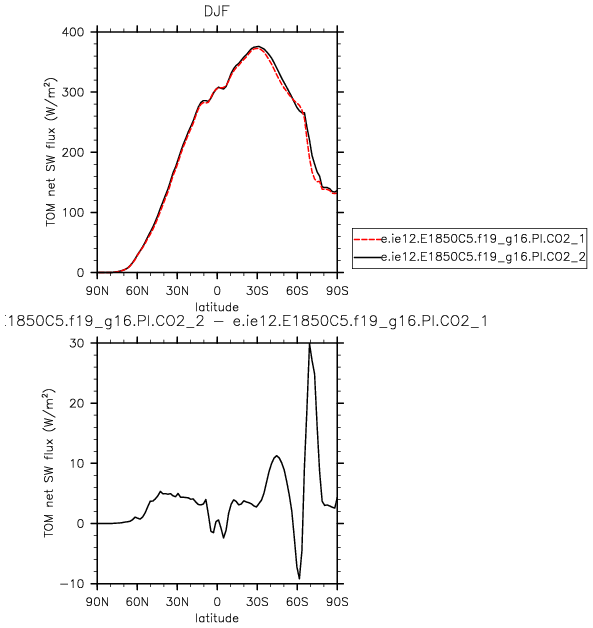 DJF
TOM net SW flux (W/m²)
400
300
200
100
0
90N 60N 30N 0 30S 60S 90S
latitude
e.ie12.E1850C5.f19_g16.PI.CO2_1
e.ie12.E1850C5.f19_g16.PI.CO2_2
:1850C5.f19_g16.PI.CO2_2 − e.ie12.E1850C5.f19_g16.PI.CO2_1
TOM net SW flux (W/m²)
30
20
10
0
−10
90N 60N 30N 0 30S 60S 90S
latitude